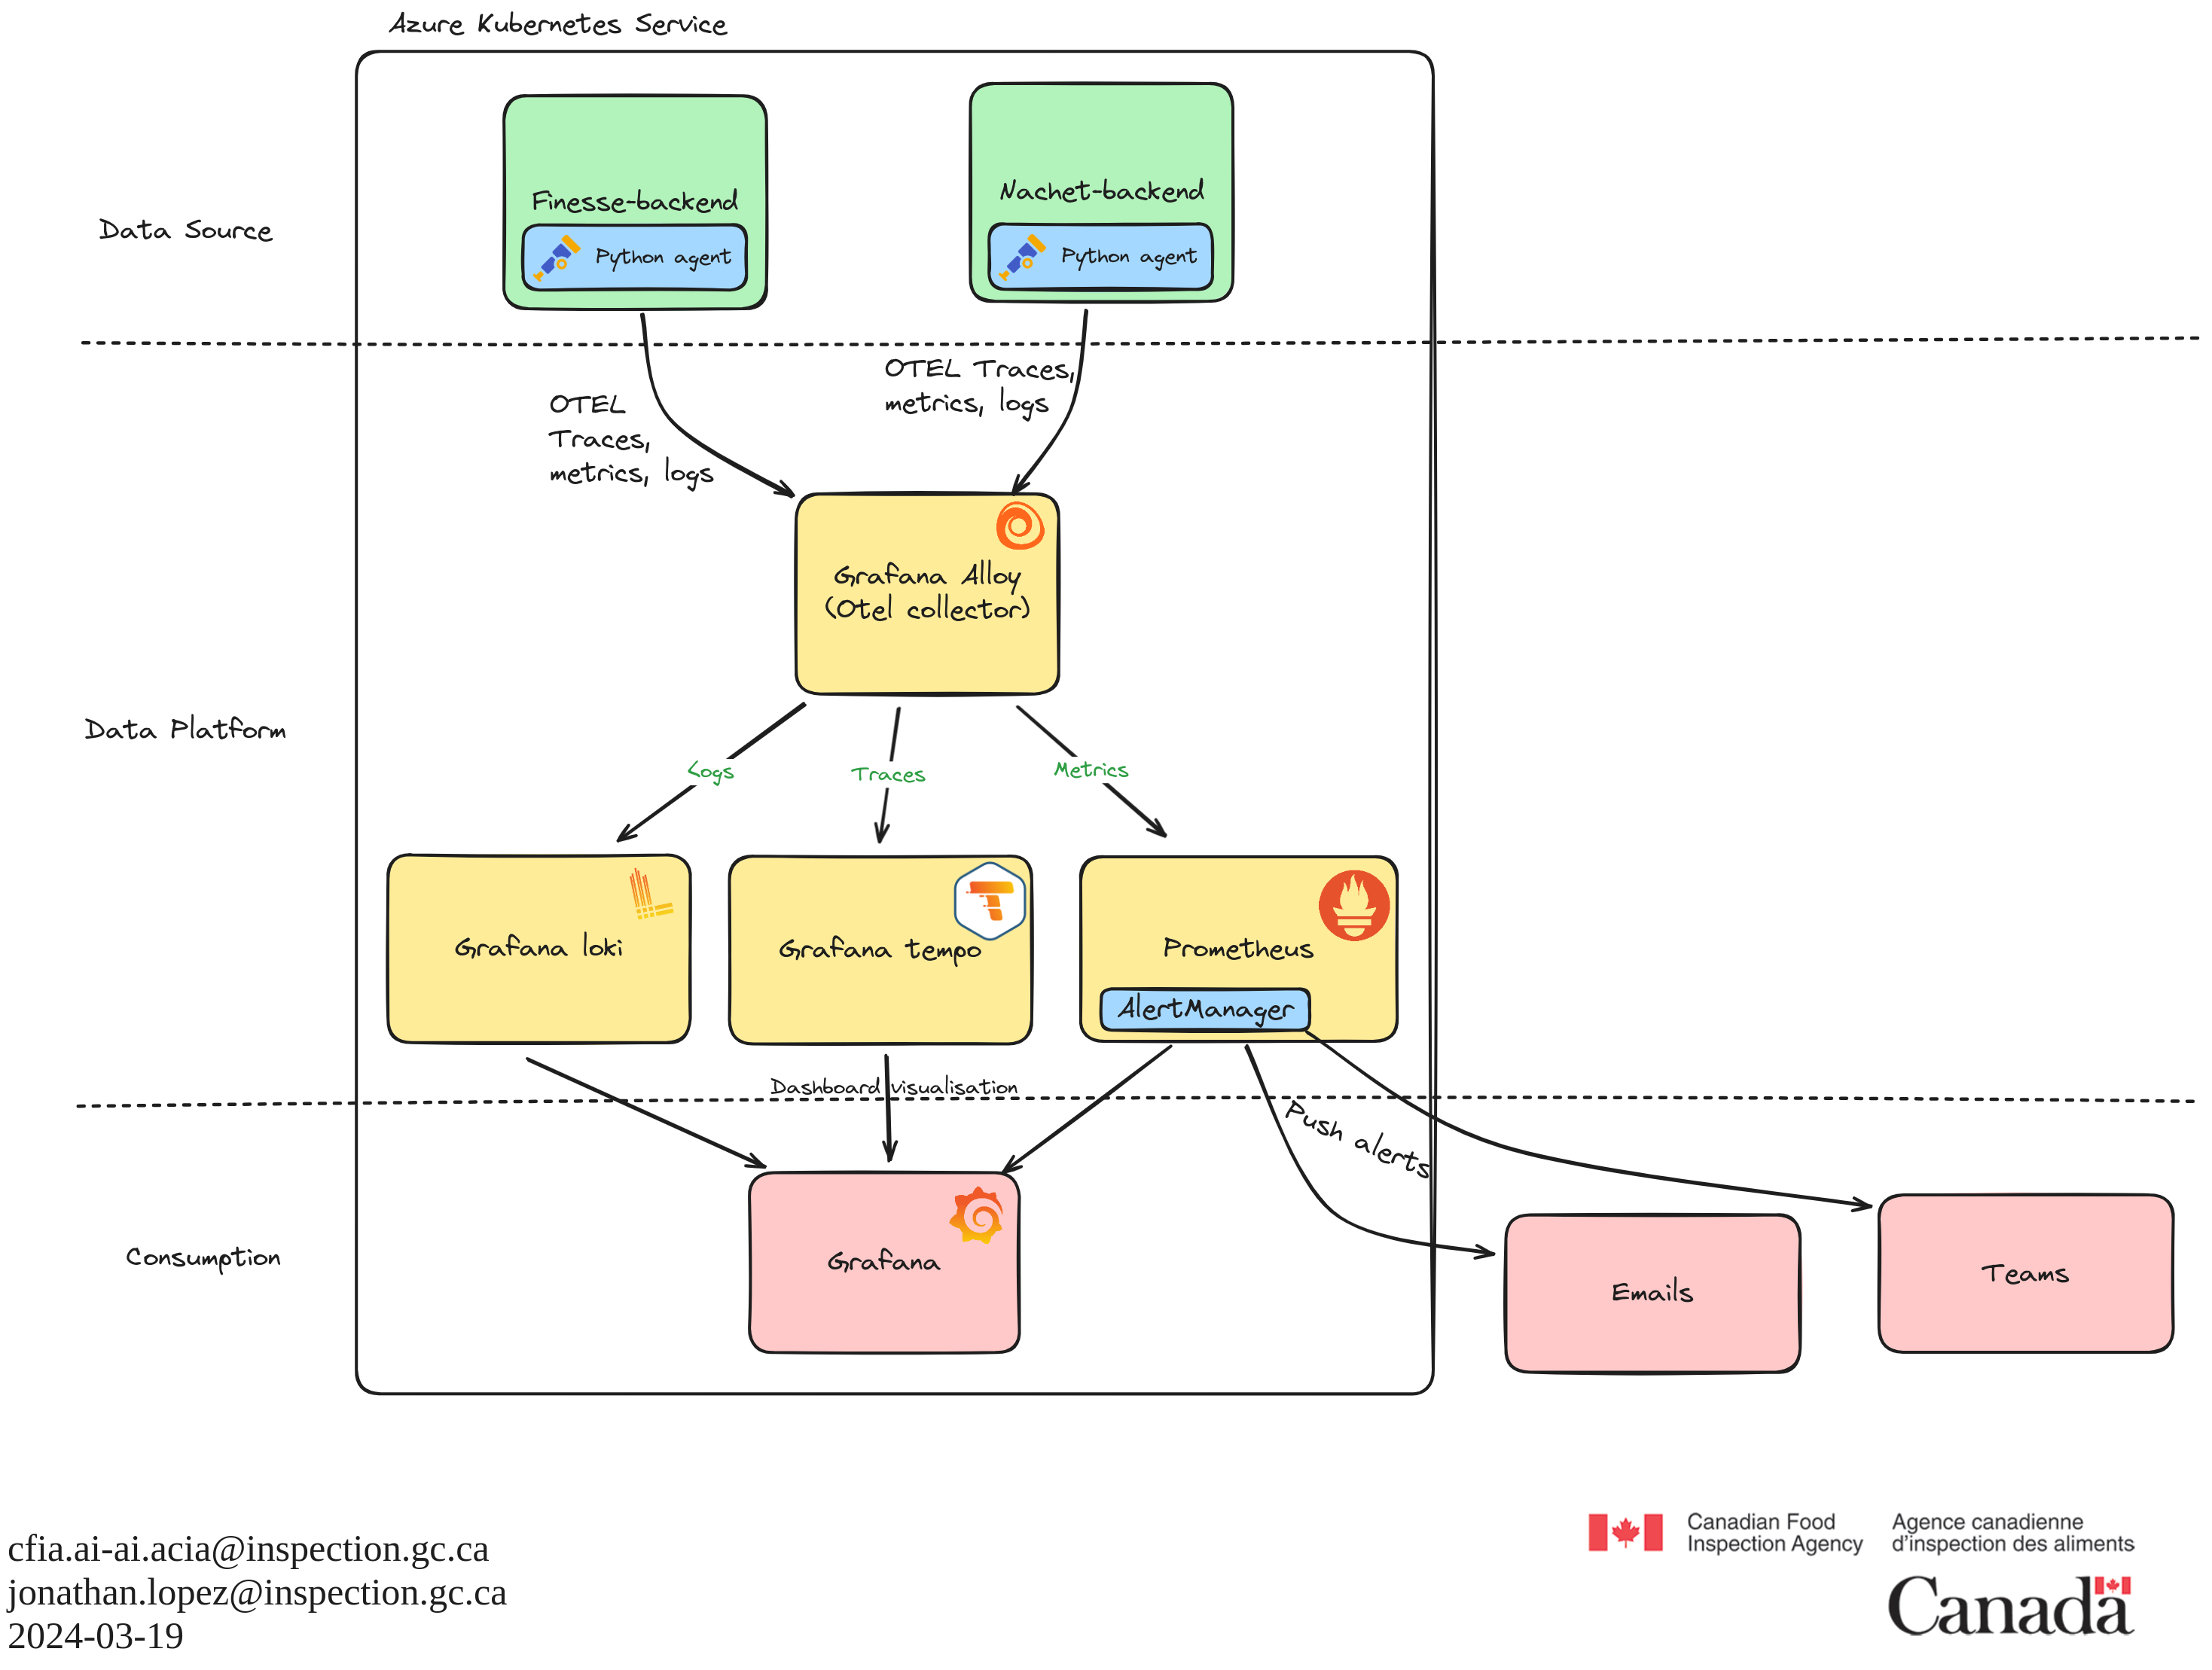 Azure Kubernetes Service
Finesse-backend
Python agent
Nachet-backend
Python agent
Data Source
OTEL
Traces,
metrics, logs
OTEL Traces,
metrics, logs
Grafana Alloy
(Otel collector)
Data Platform
Logs
Traces
Metrics
Grafana loki
Grafana tempo
Prometheus
AlertManager
Dashboard visualisation
Push alerts
Consumption
Grafana
Emails
Teams
cfia.ai-ai.acia@inspection.gc.ca
jonathan.lopez@inspection.gc.ca
2024-03-19
Canadian Food
Inspection Agency
Agence canadienne
d'inspection des aliments
Canada